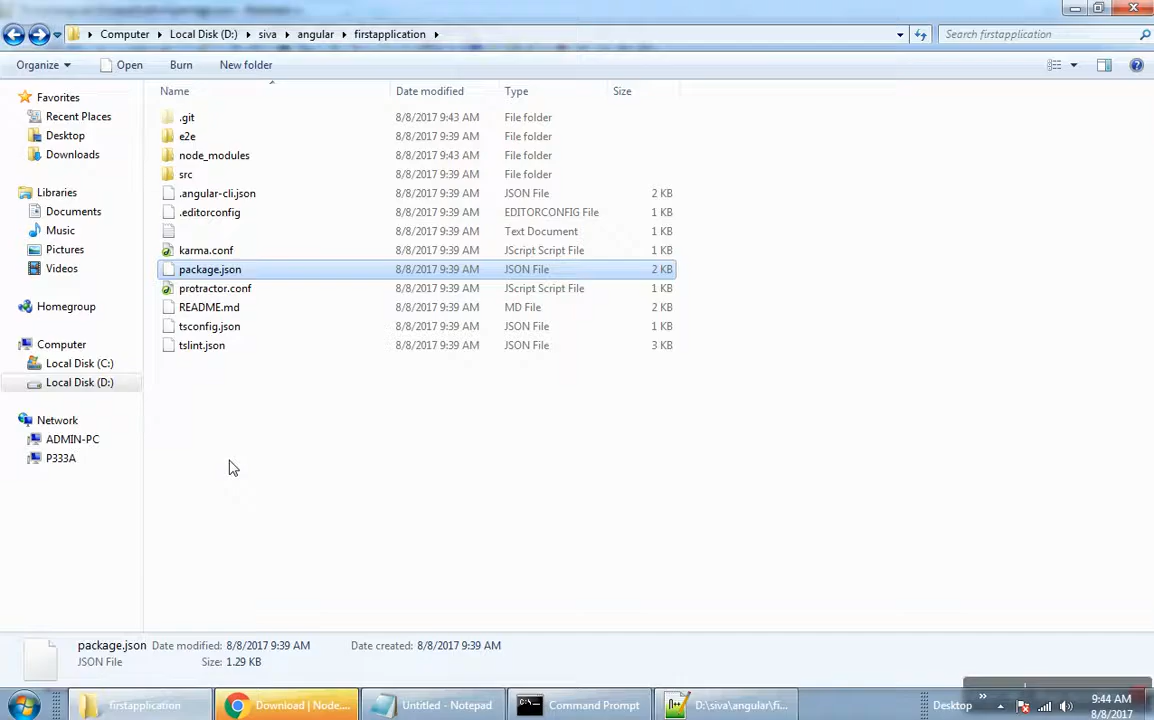 Computer Local Disk (D:) siva angular firstapplication
Search firstapplication
Organize Open Burn New folder
Name Date modified Type Size
Favorites
Recent Places
Desktop
Downloads
Libraries
Documents
Music
Pictures
Videos
Homegroup
Computer
Local Disk (C:)
Local Disk (D:)
Network
ADMIN-PC
P333A
.git 8/8/2017 9:43 AM File folder
e2e 8/8/2017 9:39 AM File folder
node_modules 8/8/2017 9:43 AM File folder
src 8/8/2017 9:39 AM File folder
.angular-cli.json 8/8/2017 9:39 AM JSON File 2 KB
.editorconfig 8/8/2017 9:39 AM EDITORCONFIG File 1 KB
8/8/2017 9:39 AM Text Document 1 KB
karma.conf 8/8/2017 9:39 AM JScript Script File 1 KB
package.json 8/8/2017 9:39 AM JSON File 2 KB
protractor.conf 8/8/2017 9:39 AM JScript Script File 1 KB
README.md 8/8/2017 9:39 AM MD File 2 KB
tsconfig.json 8/8/2017 9:39 AM JSON File 1 KB
tslint.json 8/8/2017 9:39 AM JSON File 3 KB
package.json Date modified: 8/8/2017 9:39 AM Date created: 8/8/2017 9:39 AM
JSON File Size: 1.29 KB
firstapplication Download | Node.... Untitled - Notepad Command Prompt D:\siva\angular\fi... Desktop 9:44 AM
8/8/2017